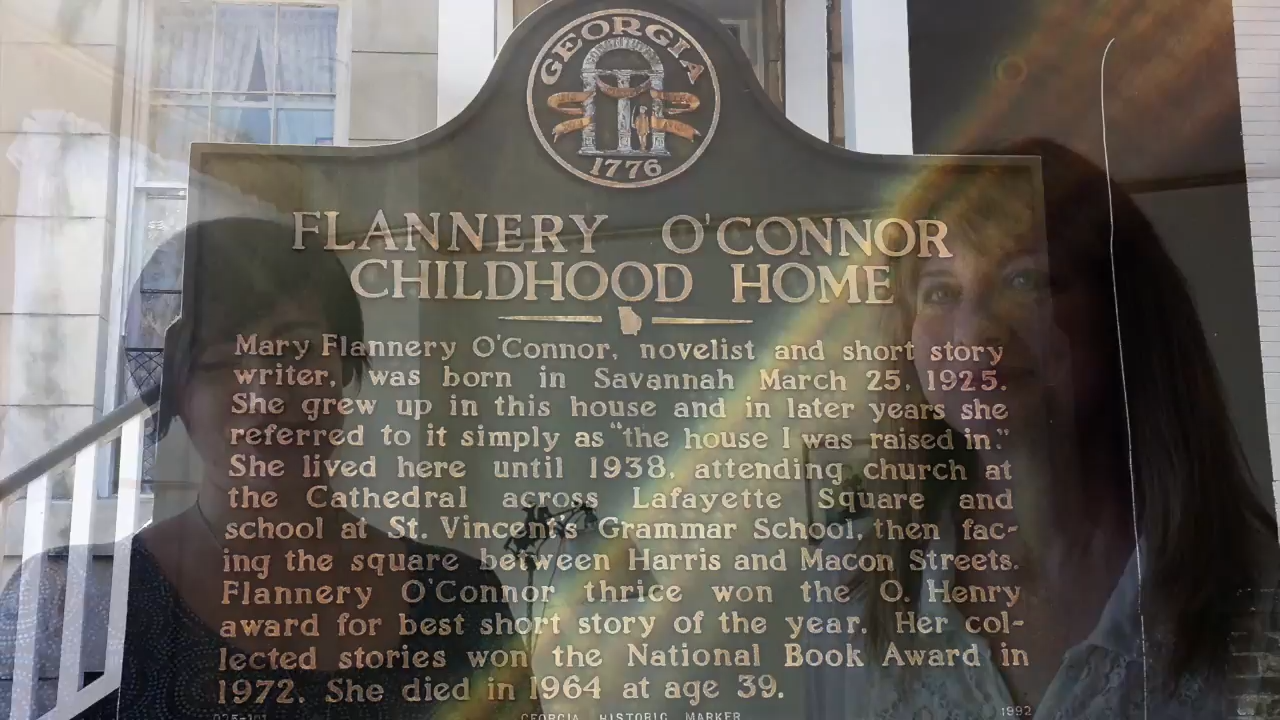 GEORGIA
1776
FLANNERY O'CONNOR
CHILDHOOD HOME
Mary Flannery O'Connor, novelist and short story
writer, was born in Savannah March 25, 1925.
She grew up in this house and in later years she
referred to it simply as "the house I was raised in."
She lived here until 1938, attending church at
the Cathedral across Lafayette Square and
school at St. Vincent's Grammar School, then fac-
ing the square between Harris and Macon Streets.
Flannery O'Connor thrice won the O. Henry
award for best short story of the year. Her col-
lected stories won the National Book Award in
1972. She died in 1964 at age 39.
GEORGIA HISTORIC MARKER 1992